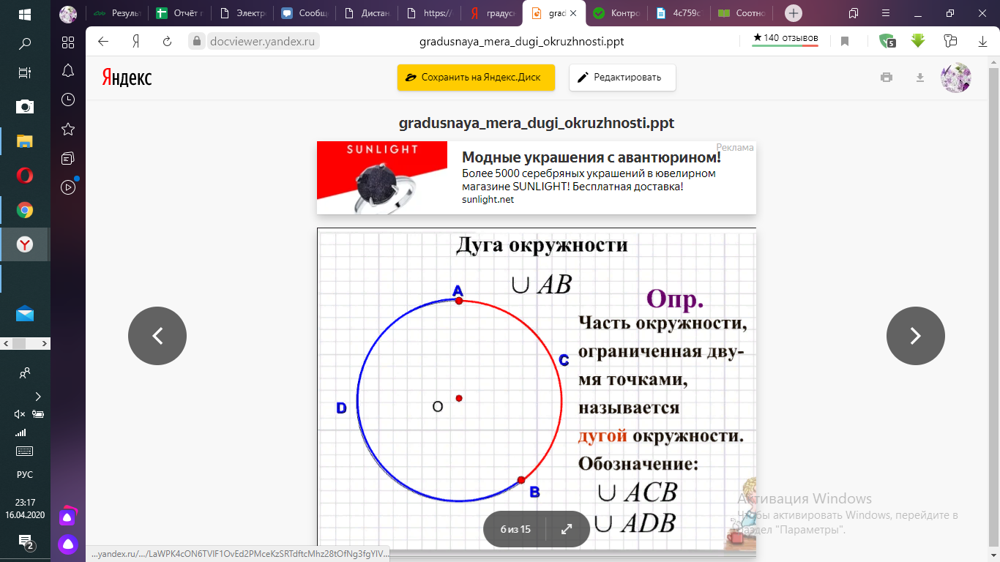 Резуль
Отчёт г
Электр
Сообщ
Дистан
https://
градус
grad
Контро
4c759c
Соотно
docviewer.yandex.ru
gradusnaya_mera_dugi_okruzhnosti.ppt
★ 140 отзывов
5
Яндекс
Сохранить на Яндекс.Диск
Редактировать
gradusnaya_mera_dugi_okruzhnosti.ppt
Реклама
SUNLIGHT
Модные украшения с авантюрином!
Более 5000 серебряных украшений в ювелирном
магазине SUNLIGHT! Бесплатная доставка!
sunlight.net
Дуга окружности
∪ AB
A
Опр.
Часть окружности,
ограниченная дву-
мя точками,
называется
дугой окружности.
Обозначение:
∪ ACB
∪ ADB
C
D
O
B
6 из 15
Активация Windows
Чтобы активировать Windows, перейдите в
раздел "Параметры".
РУС
23:17
16.04.2020
2
...yandex.ru/.../